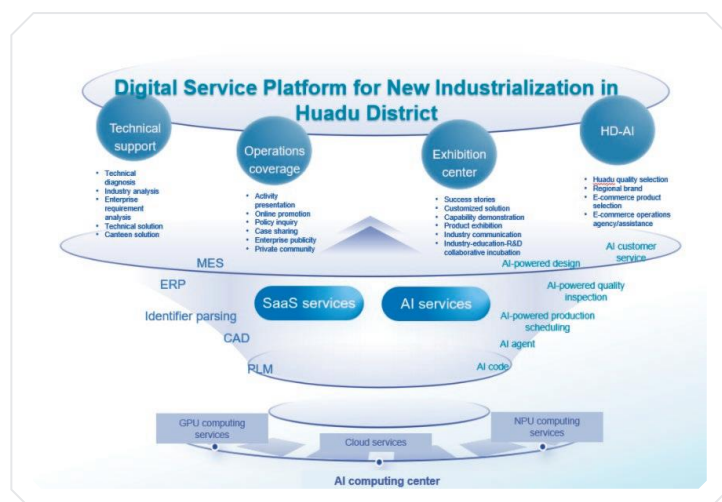 Digital Service Platform for New Industrialization in
Huadu District
Technical
support
Operations
coverage
Exhibition
center
HD-AI
• Technical
diagnosis
• Industry analysis
• Enterprise
requirement
analysis
• Technical solution
• Canteen solution
• Activity
presentation
• Online promotion
• Policy inquiry
• Case sharing
• Enterprise publicity
• Private community
• Success stories
• Customized solution
• Capability demonstration
• Product exhibition
• Industry communication
• Industry-education-R&D
collaborative incubation
• Huadu quality selection
• Regional brand
• E-commerce product
selection
• E-commerce operations
agency/assistance
MES
ERP
Identifier parsing
CAD
PLM
SaaS services
AI services
AI customer
service
AI-powered design
AI-powered quality
inspection
AI-powered production
scheduling
AI agent
AI code
GPU computing
services
Cloud services
NPU computing
services
AI computing center